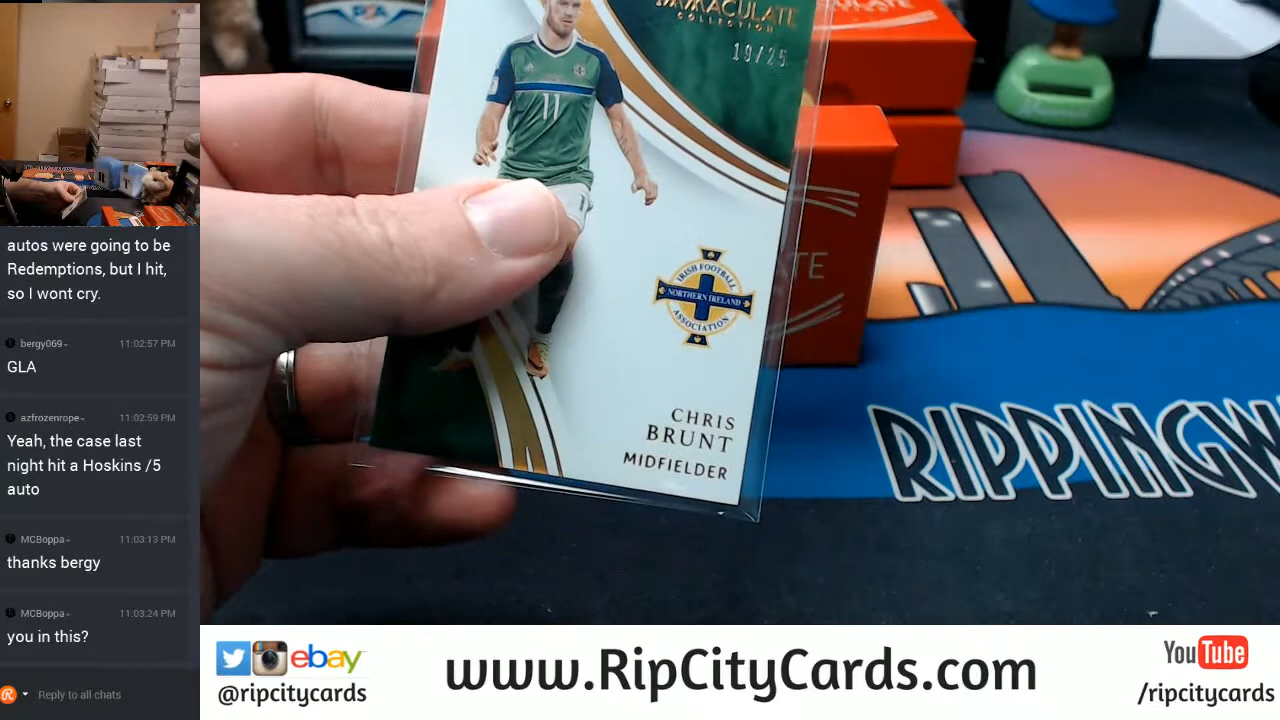 autos were going to be
Redemptions, but I hit,
so I wont cry.
bergy069- 11:02:57 PM
GLA
azfrozenrope- 11:02:59 PM
Yeah, the case last
night hit a Hoskins /5
auto
MCBoppa- 11:03:13 PM
thanks bergy
MCBoppa- 11:03:24 PM
you in this?
Reply to all chats
IMMACULATE
COLLECTION
19/25
11
IRISH FOOTBALL
NORTHERN IRELAND
ASSOCIATION
CHRIS
BRUNT
MIDFIELDER
RIPPINGW
ebay
@ripcitycards
www.RipCityCards.com
YouTube
/ripcitycards